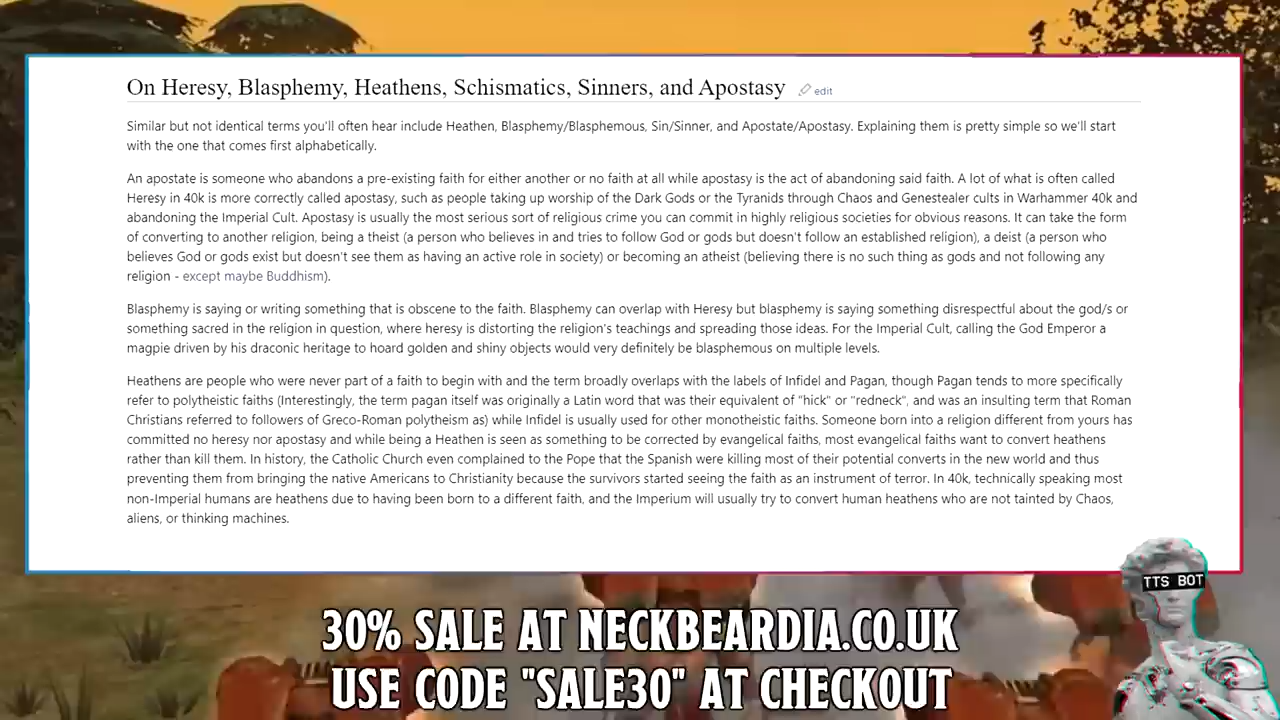 On Heresy, Blasphemy, Heathens, Schismatics, Sinners, and Apostasy edit
Similar but not identical terms you'll often hear include Heathen, Blasphemy/Blasphemous, Sin/Sinner, and Apostate/Apostasy. Explaining them is pretty simple so we'll start
with the one that comes first alphabetically.
An apostate is someone who abandons a pre-existing faith for either another or no faith at all while apostasy is the act of abandoning said faith. A lot of what is often called
Heresy in 40k is more correctly called apostasy, such as people taking up worship of the Dark Gods or the Tyranids through Chaos and Genestealer cults in Warhammer 40k and
abandoning the Imperial Cult. Apostasy is usually the most serious sort of religious crime you can commit in highly religious societies for obvious reasons. It can take the form
of converting to another religion, being a theist (a person who believes in and tries to follow God or gods but doesn't follow an established religion), a deist (a person who
believes God or gods exist but doesn't see them as having an active role in society) or becoming an atheist (believing there is no such thing as gods and not following any
religion - except maybe Buddhism).
Blasphemy is saying or writing something that is obscene to the faith. Blasphemy can overlap with Heresy but blasphemy is saying something disrespectful about the god/s or
something sacred in the religion in question, where heresy is distorting the religion's teachings and spreading those ideas. For the Imperial Cult, calling the God Emperor a
magpie driven by his draconic heritage to hoard golden and shiny objects would very definitely be blasphemous on multiple levels.
Heathens are people who were never part of a faith to begin with and the term broadly overlaps with the labels of Infidel and Pagan, though Pagan tends to more specifically
refer to polytheistic faiths (Interestingly, the term pagan itself was originally a Latin word that was their equivalent of "hick" or "redneck", and was an insulting term that Roman
Christians referred to followers of Greco-Roman polytheism as) while Infidel is usually used for other monotheistic faiths. Someone born into a religion different from yours has
committed no heresy nor apostasy and while being a Heathen is seen as something to be corrected by evangelical faiths, most evangelical faiths want to convert heathens
rather than kill them. In history, the Catholic Church even complained to the Pope that the Spanish were killing most of their potential converts in the new world and thus
preventing them from bringing the native Americans to Christianity because the survivors started seeing the faith as an instrument of terror. In 40k, technically speaking most
non-Imperial humans are heathens due to having been born to a different faith, and the Imperium will usually try to convert human heathens who are not tainted by Chaos,
aliens, or thinking machines.
TTS BOT
30% SALE AT NECKBEARDIA.CO.UK
USE CODE "SALE30" AT CHECKOUT